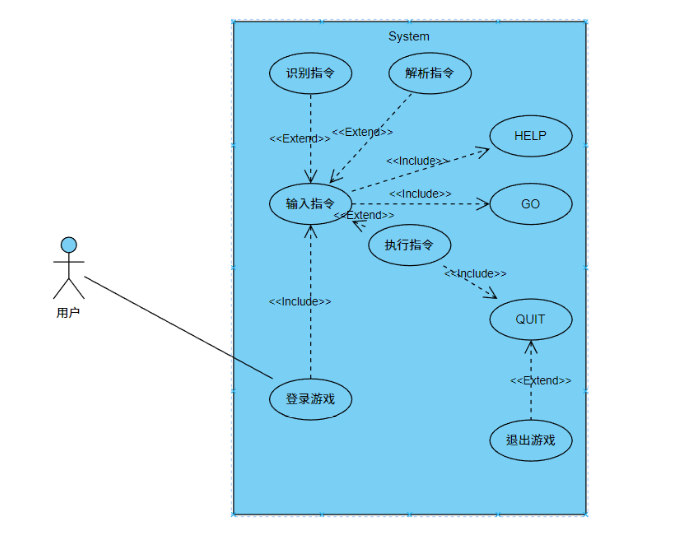 System
识别指令
解析指令
<<Extend>>
<<Extend>>
HELP
<<Include>>
<<Include>>
输入指令
GO
<<Extend>>
执行指令
<<Include>>
用户
<<Include>>
QUIT
<<Extend>>
登录游戏
退出游戏